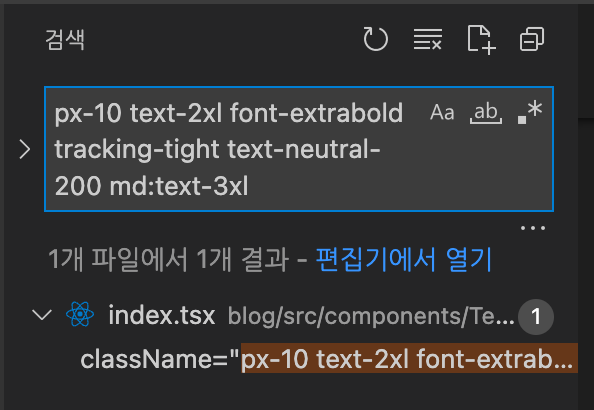 검색
px-10 text-2xl font-extrabold Aa ab *
tracking-tight text-neutral-
200 md:text-3xl
...
1개 파일에서 1개 결과 - 편집기에서 열기
index.tsx blog/src/components/Te... 1
className="px-10 text-2xl font-extrab...